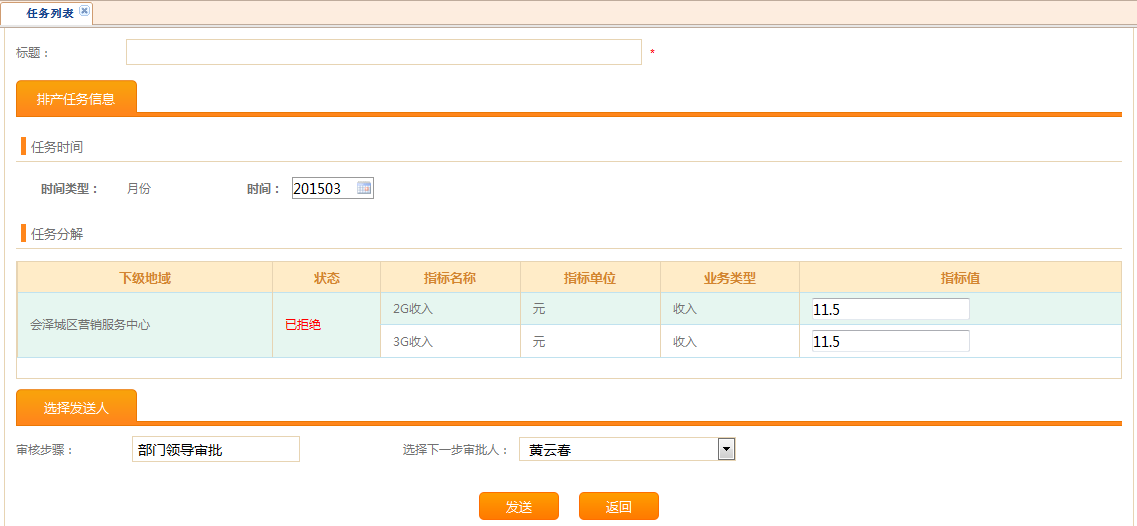 任务列表
标题： *
排产任务信息
任务时间
时间类型： 月份 时间： 201503
任务分解
下级地域 状态 指标名称 指标单位 业务类型 指标值
会泽城区营销服务中心 已拒绝 2G收入 元 收入 11.5
3G收入 元 收入 11.5
选择发送人
审核步骤： 部门领导审批 选择下一步审批人： 黄云春
发送 返回